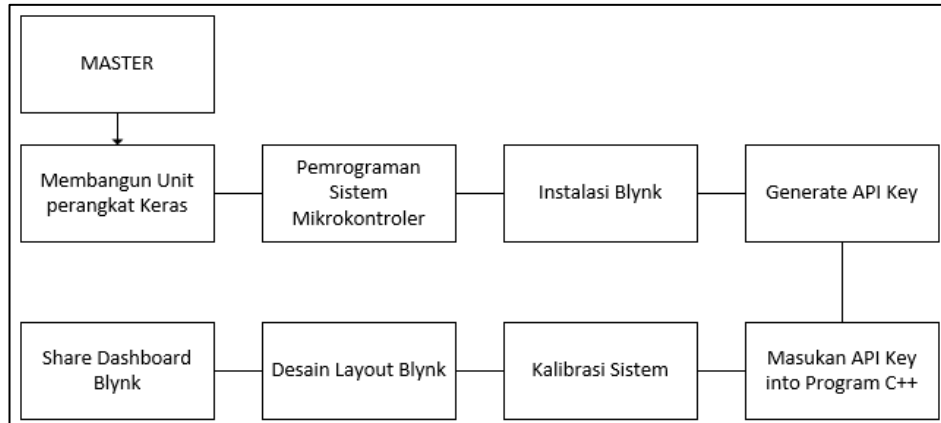 MASTER
Membangun Unit
perangkat Keras
Pemrograman
Sistem
Mikrokontroler
Instalasi Blynk
Generate API Key
Masukan API Key
into Program C++
Kalibrasi Sistem
Desain Layout Blynk
Share Dashboard
Blynk